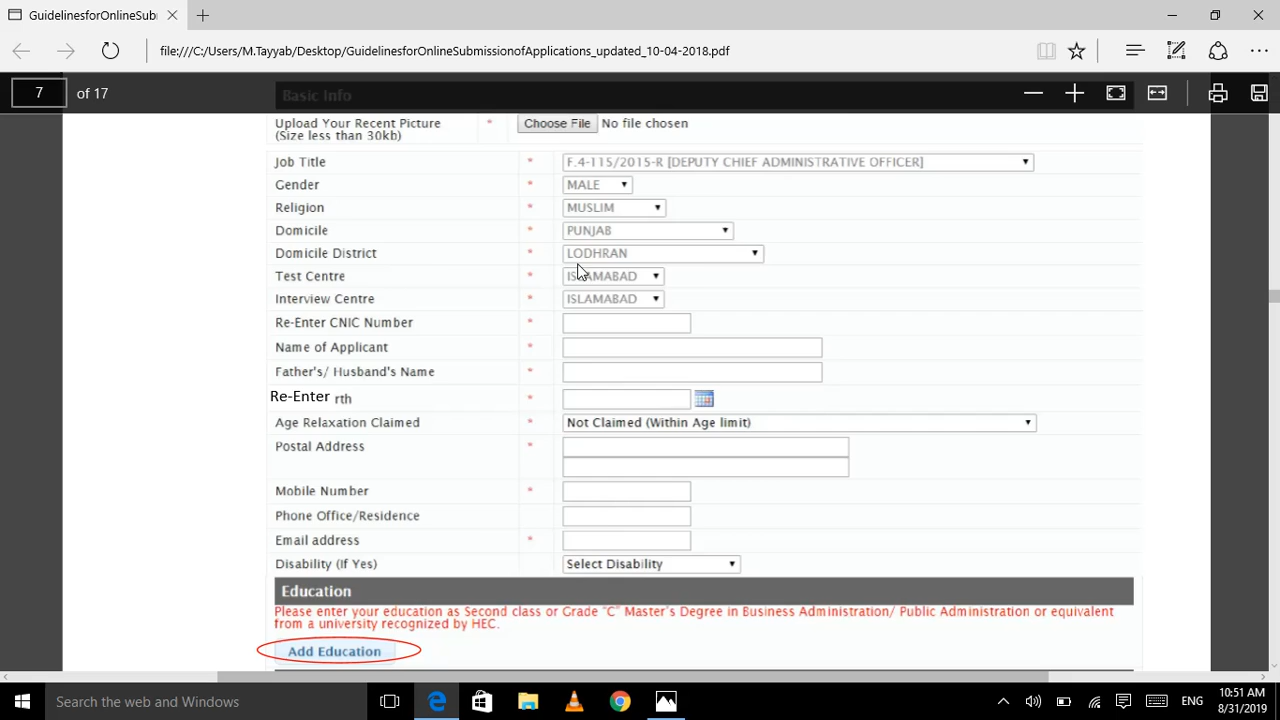 GuidelinesforOnlineSubi
file:///C:/Users/M.Tayyab/Desktop/GuidelinesforOnlineSubmissionofApplications_updated_10-04-2018.pdf
7 of 17
Basic Info
Upload Your Recent Picture * Choose File No file chosen
(Size less than 30kb)
Job Title * F.4-115/2015-R [DEPUTY CHIEF ADMINISTRATIVE OFFICER]
Gender * MALE
Religion * MUSLIM
Domicile * PUNJAB
Domicile District * LODHRAN
Test Centre * ISLAMABAD
Interview Centre * ISLAMABAD
Re-Enter CNIC Number *
Name of Applicant *
Father's/ Husband's Name *
Re-Enter rth *
Age Relaxation Claimed * Not Claimed (Within Age limit)
Postal Address *
Mobile Number *
Phone Office/Residence
Email address *
Disability (If Yes) Select Disability
Education
Please enter your education as Second class or Grade "C" Master's Degree in Business Administration/ Public Administration or equivalent
from a university recognized by HEC.
Add Education
Search the web and Windows
ENG
10:51 AM
8/31/2019